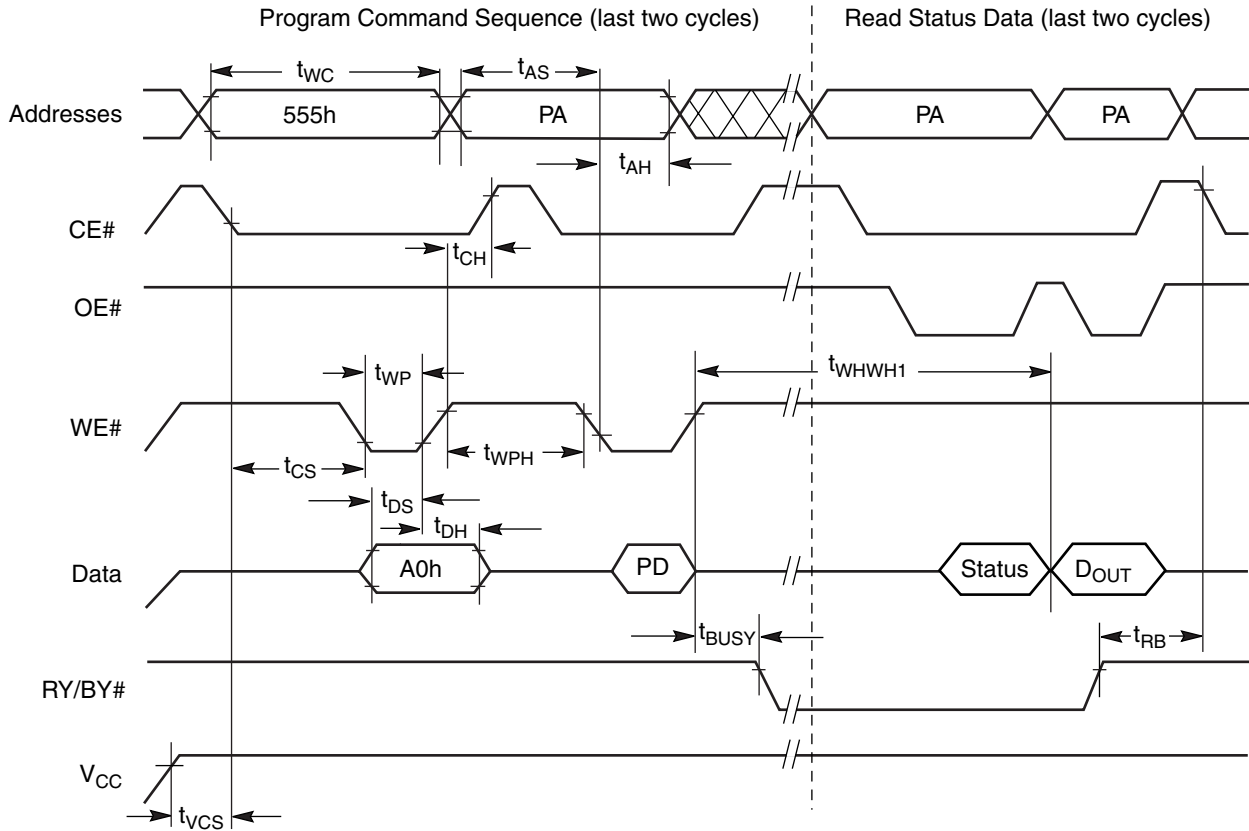 Program Command Sequence (last two cycles) Read Status Data (last two cycles)
tWC tAS
Addresses 555h PA PA PA
tAH
CE#
tCH
OE#
tWHWH1
tWP
WE#
tWPH
tCS
tDS
tDH
Data A0h PD Status DOUT
tBUSY tRB
RY/BY#
VCC
tVCS